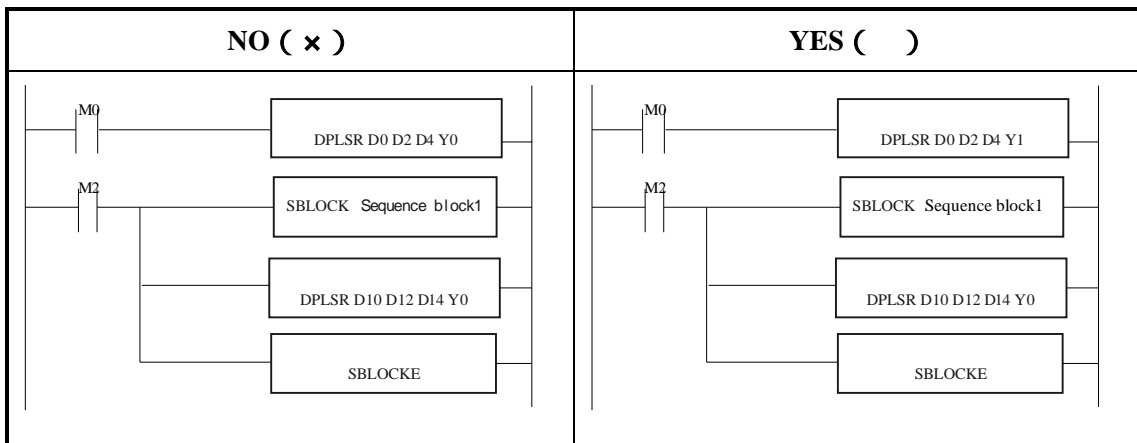 NO ( × )
YES ( )
M0
DPLSR D0 D2 D4 Y0
M2
SBLOCK Sequence block1
DPLSR D10 D12 D14 Y0
SBLOCKE
M0
DPLSR D0 D2 D4 Y1
M2
SBLOCK Sequence block1
DPLSR D10 D12 D14 Y0
SBLOCKE